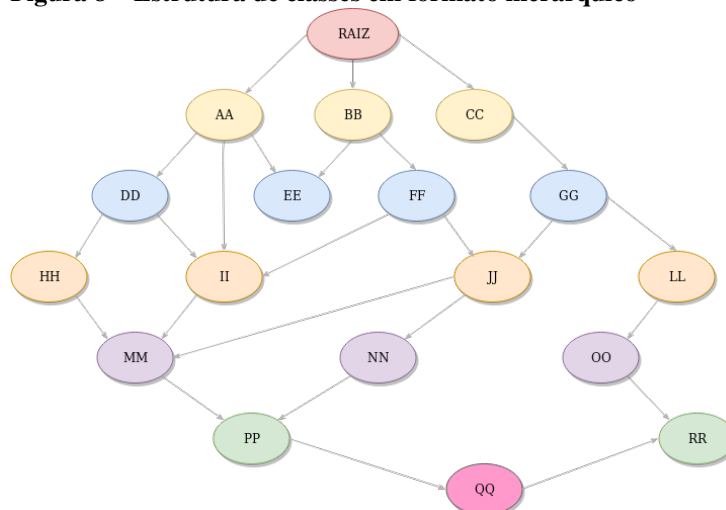 Figura 6 – Estrutura de classes em formato hierárquico
RAIZ
AA
BB
CC
DD
EE
FF
GG
HH
II
JJ
LL
MM
NN
OO
PP
RR
QQ